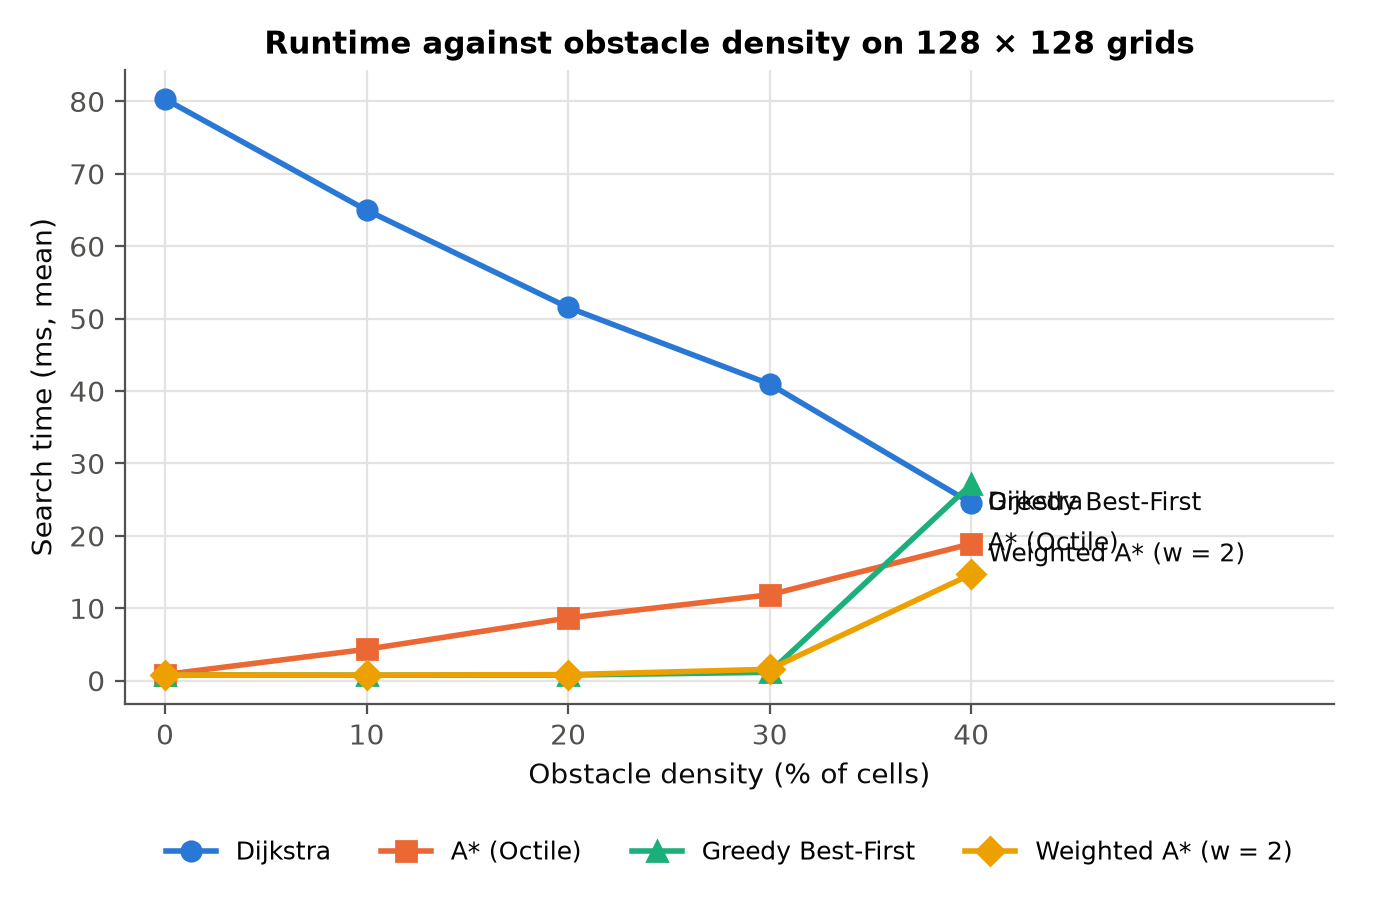 Runtime against obstacle density on 128 × 128 grids
Search time (ms, mean)
80
70
60
50
40
30
20
10
0
Dijkstra
Greedy Best-First
A* (Octile)
Weighted A* (w = 2)
0 10 20 30 40
Obstacle density (% of cells)
Dijkstra A* (Octile) Greedy Best-First Weighted A* (w = 2)